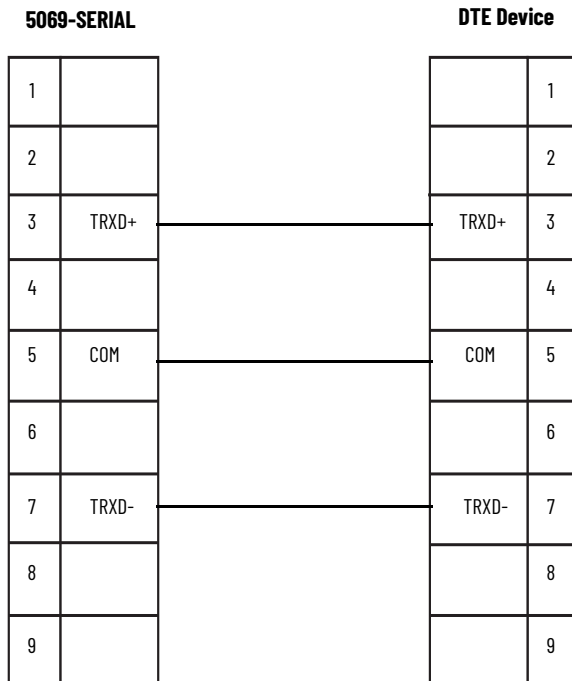 5069-SERIAL DTE Device
1 1
2 2
3 TRXD+ TRXD+ 3
4 4
5 COM COM 5
6 6
7 TRXD- TRXD- 7
8 8
9 9